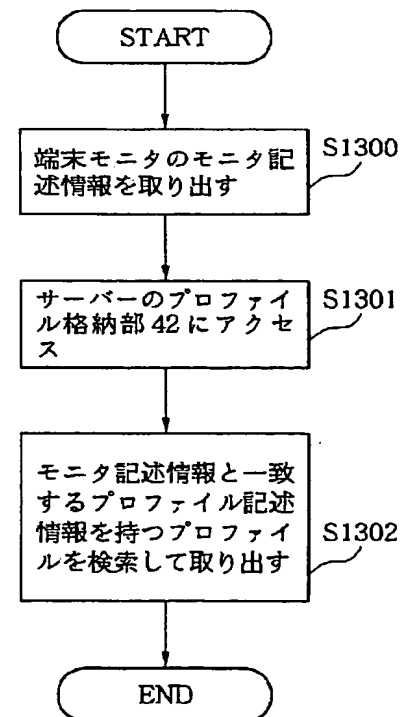 START
端末モニタのモニタ記
述情報を取り出す
S1300
サーバーのプロファイ
ル格納部42にアクセ
ス
S1301
モニタ記述情報と一致
するプロファイル記述
情報を持つプロファイ
ルを検索して取り出す
S1302
END